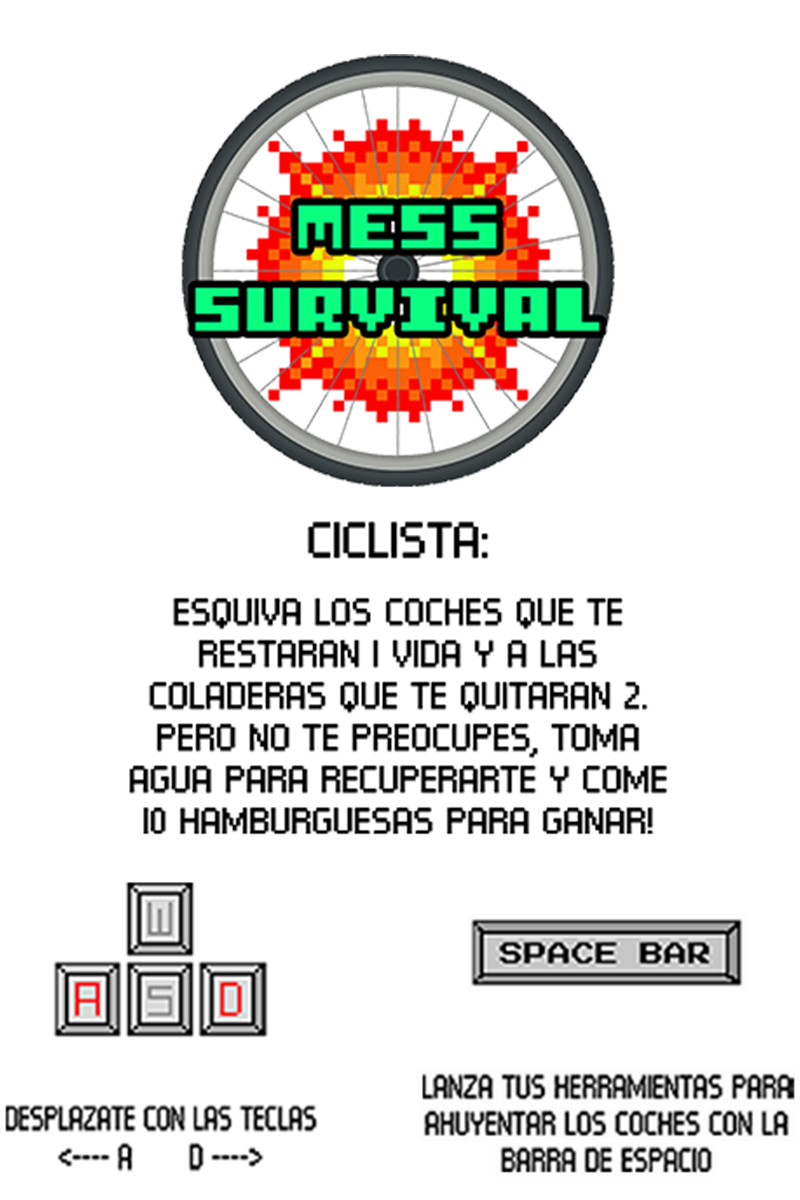 MESS
SURVIVAL
CICLISTA:
ESQUIVA LOS COCHES QUE TE
RESTARAN 1 VIDA Y A LAS
COLADERAS QUE TE QUITARAN 2.
PERO NO TE PREOCUPES, TOMA
AGUA PARA RECUPERARTE Y COME
10 HAMBURGUESAS PARA GANAR!
W
A S D
SPACE BAR
DESPLAZATE CON LAS TECLAS
<---- A D ---->
LANZA TUS HERRAMIENTAS PARA
AHUYENTAR LOS COCHES CON LA
BARRA DE ESPACIO